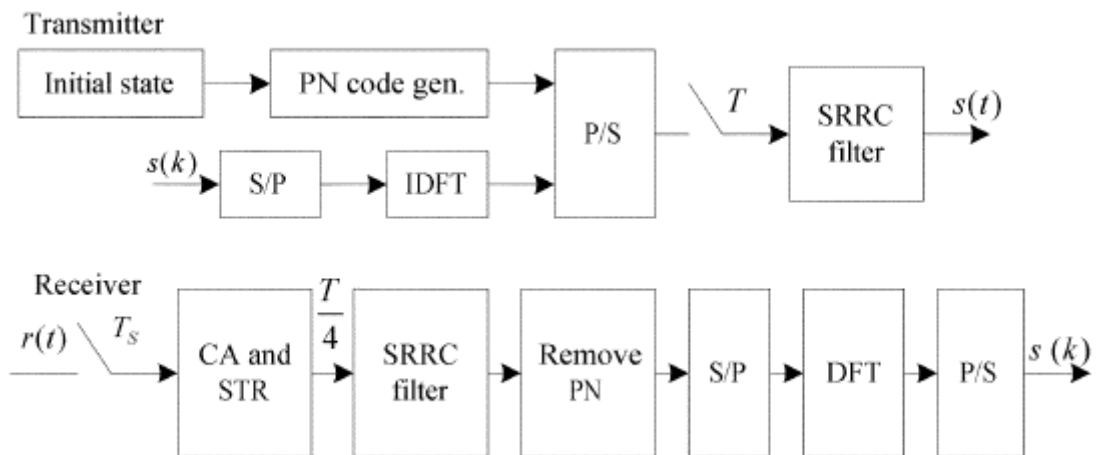 Transmitter
Initial state
PN code gen.
P/S
T
SRRC
filter
s(t)
s(k)
S/P
IDFT
Receiver
r(t)
T_S
CA and
STR
T
4
SRRC
filter
Remove
PN
S/P
DFT
P/S
s (k)